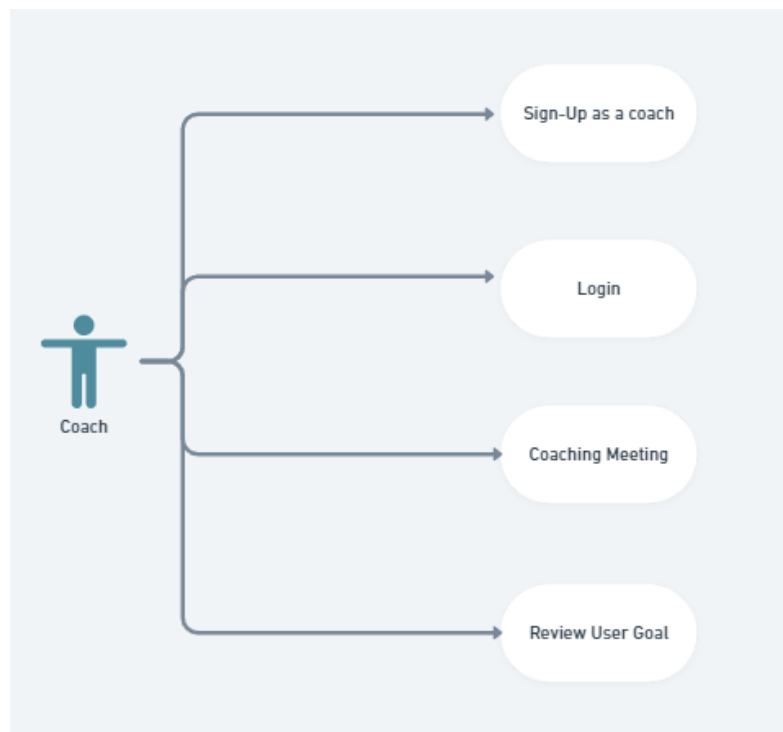 Sign-Up as a coach
Login
Coach
Coaching Meeting
Review User Goal